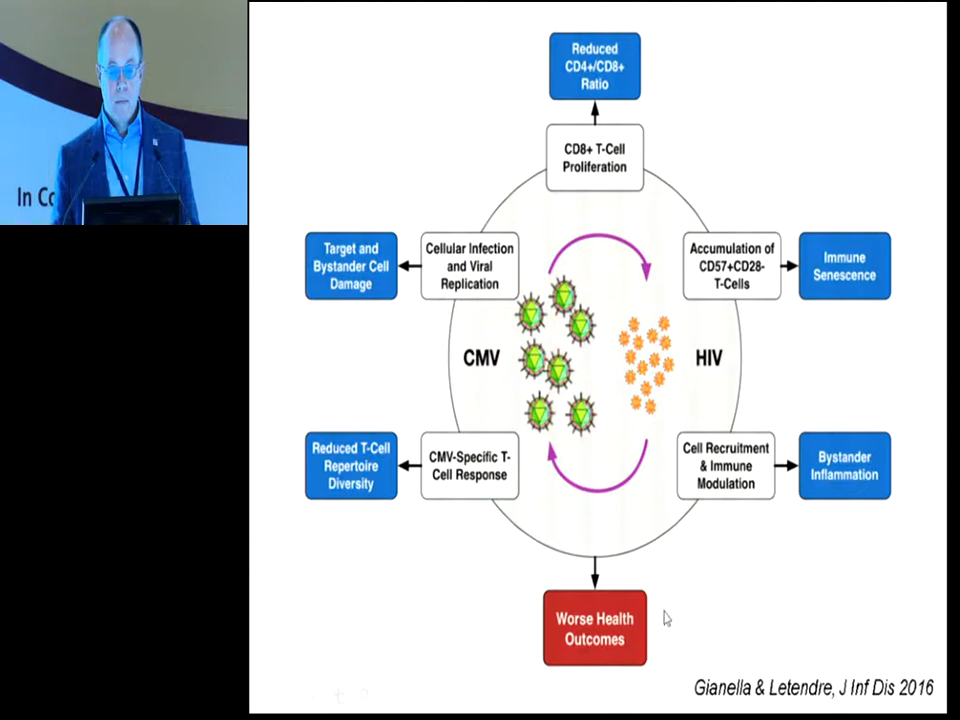 In Co
Reduced
CD4+/CD8+
Ratio
CD8+ T-Cell
Proliferation
Target and
Bystander Cell
Damage
Cellular Infection
and Viral
Replication
Accumulation of
CD57+CD28-
T-Cells
Immune
Senescence
CMV
HIV
Reduced T-Cell
Repertoire
Diversity
CMV-Specific T-
Cell Response
Cell Recruitment
& Immune
Modulation
Bystander
Inflammation
Worse Health
Outcomes
Gianella & Letendre, J Inf Dis 2016